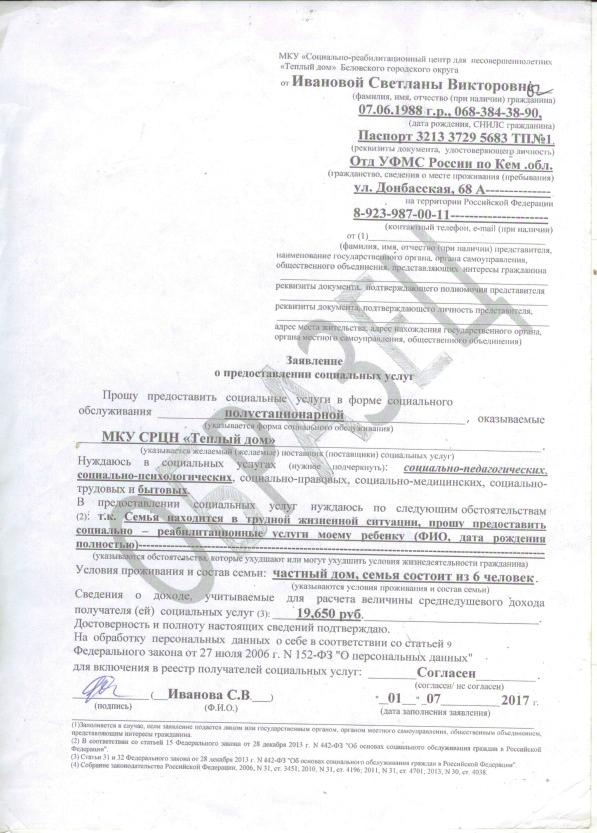 МКУ «Социально-реабилитационный центр для несовершеннолетних
«Теплый дом» Беловского городского округа
от Ивановой Светланы Викторовны
(фамилия, имя, отчество (при наличии) гражданина)
07.06.1988 г.р., 068-384-38-90,
(дата рождения, СНИЛС гражданина)
Паспорт 3213 3729 5683 ТП№1
(реквизиты документа, удостоверяющего личность)
Отд УФМС России по Кем .обл.
(гражданство, сведения о месте проживания (пребывания)
ул. Донбасская, 68 А--------------
на территории Российской Федерации
8-923-987-00-11---------------------
(контактный телефон, e-mail (при наличии)
от (1)
(фамилия, имя, отчество (при наличии) представителя,
наименование государственного органа, органа самоуправления,
общественного объединения, представляющих интересы гражданина
реквизиты документа, подтверждающего полномочия представителя
реквизиты документа, подтверждающего личность представителя,
адрес места жительства, адрес нахождения государственного органа,
органа местного самоуправления, общественного объединения)
ОБРАЗЕЦ
Заявление
о предоставлении социальных услуг
Прошу предоставить социальные услуги в форме социального
обслуживания полустационарной , оказываемые
(указывается форма социального обслуживания)
МКУ СРЦН «Теплый дом»
(указывается желаемый (желаемые) поставщик (поставщики) социальных услуг)
Нуждаюсь в социальных услугах (нужное подчеркнуть): социально-педагогических,
социально-психологических, социально-правовых, социально-медицинских, социально-
трудовых и бытовых.
В предоставлении социальных услуг нуждаюсь по следующим обстоятельствам
(2): т.к. Семья находится в трудной жизненной ситуации, прошу предоставить
социально – реабилитационные услуги моему ребенку (ФИО, дата рождения
полностью)----------------------------------------------------------------
(указываются обстоятельства, которые ухудшают или могут ухудшить условия жизнедеятельности гражданина)
Условия проживания и состав семьи: частный дом, семья состоит из 6 человек.
(указываются условия проживания и состав семьи)
Сведения о доходе, учитываемые для расчета величины среднедушевого дохода
получателя (ей) социальных услуг (3): 19,650 руб.
Достоверность и полноту настоящих сведений подтверждаю.
На обработку персональных данных о себе в соответствии со статьей 9
Федерального закона от 27 июля 2006 г. N 152-ФЗ "О персональных данных"
для включения в реестр получателей социальных услуг: Согласен
(согласен/ не согласен)
(Иванова С.В) "01" 07 2017 г.
(подпись) (Ф.И.О.) (дата заполнения заявления)
(1)Заполняется в случае, если заявление подается лицом или государственным органом, органом местного самоуправления, общественным объединением,
представляющим интересы гражданина.
(2) В соответствии со статьей 15 Федерального закона от 28 декабря 2013 г. N 442-ФЗ "Об основах социального обслуживания граждан в Российской
Федерации".
(3) Статьи 31 и 32 Федерального закона от 28 декабря 2013 г. N 442-ФЗ "Об основах социального обслуживания граждан в Российской Федерации".
(4) Собрание законодательства Российской Федерации, 2006, N 31, ст. 3451; 2010, N 31, ст. 4196; 2011, N 31, ст. 4701; 2013, N 30, ст. 4038.